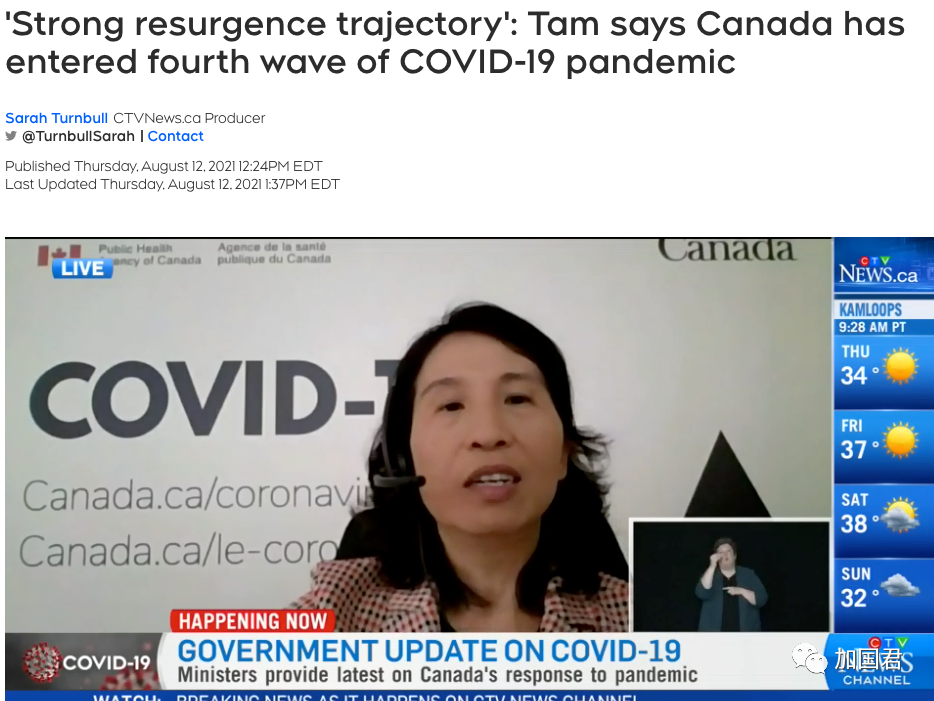 'Strong resurgence trajectory': Tam says Canada has
entered fourth wave of COVID-19 pandemic
Sarah Turnbull CTVNews.ca Producer
@TurnbullSarah | Contact
Published Thursday, August 12, 2021 12:24PM EDT
Last Updated Thursday, August 12, 2021 1:37PM EDT
Public Health
ency of Canada
Agence de la santé
publique du Canada
Canada
LIVE
COVID-1
Canada.ca/coronavir
Canada.ca/le-coro
CTV
NEWS.ca
KAMLOOPS
9:28 AM PT
THU
34°
FRI
37°
SAT
38°
SUN
32°
HAPPENING NOW
COVID-19
GOVERNMENT UPDATE ON COVID-19
Ministers provide latest on Canada's response to pandemic
加国君
CTV
NEWS
CHANNEL
WATCH: BREAKING NEWS AS IT HAPPENS ON CTV NEWS CHANNEL